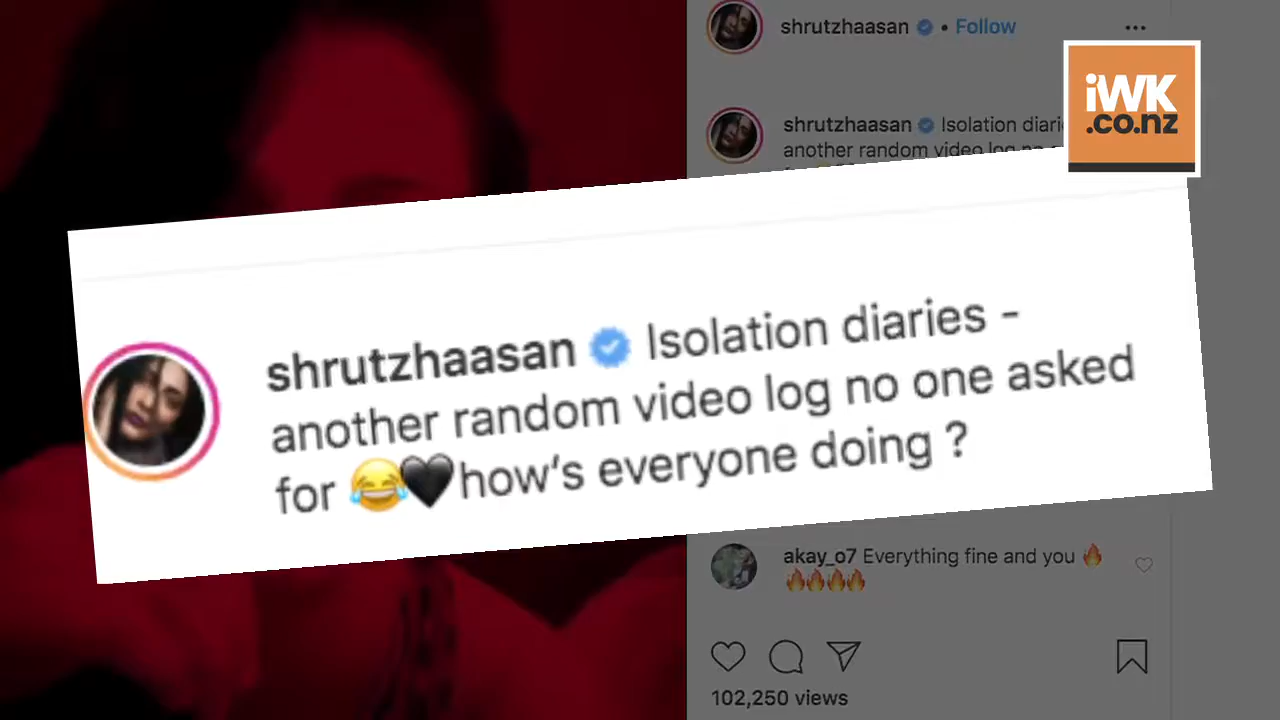 shrutzhaasan • Follow
iWK
.co.nz
shrutzhaasan Isolation
another random video log no
shrutzhaasan Isolation diaries -
another random video log no one asked
for 😂🖤how's everyone doing ?
akay_o7 Everything fine and you 🔥
🔥🔥🔥🔥
102,250 views